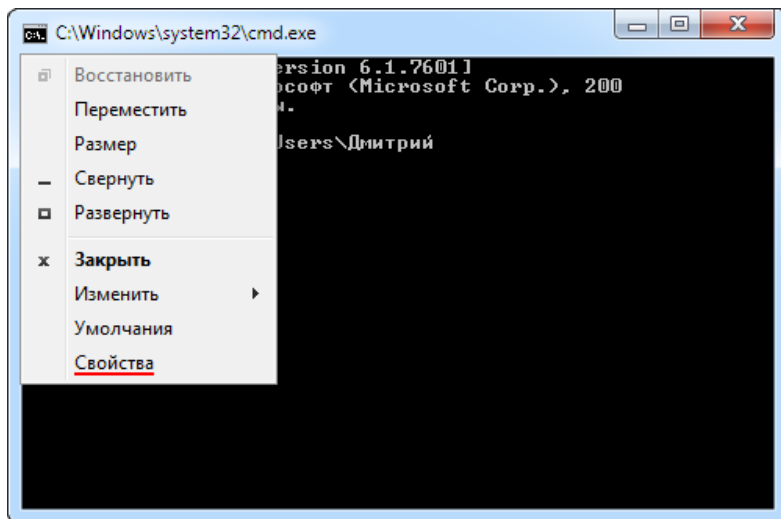 C:\Windows\system32\cmd.exe
Восстановить
Переместить
Размер
Свернуть
Развернуть
Закрыть
Изменить
Умолчания
Свойства
ersion 6.1.7601]
ософт (Microsoft Corp.), 200
ы.
Users\Дмитрий